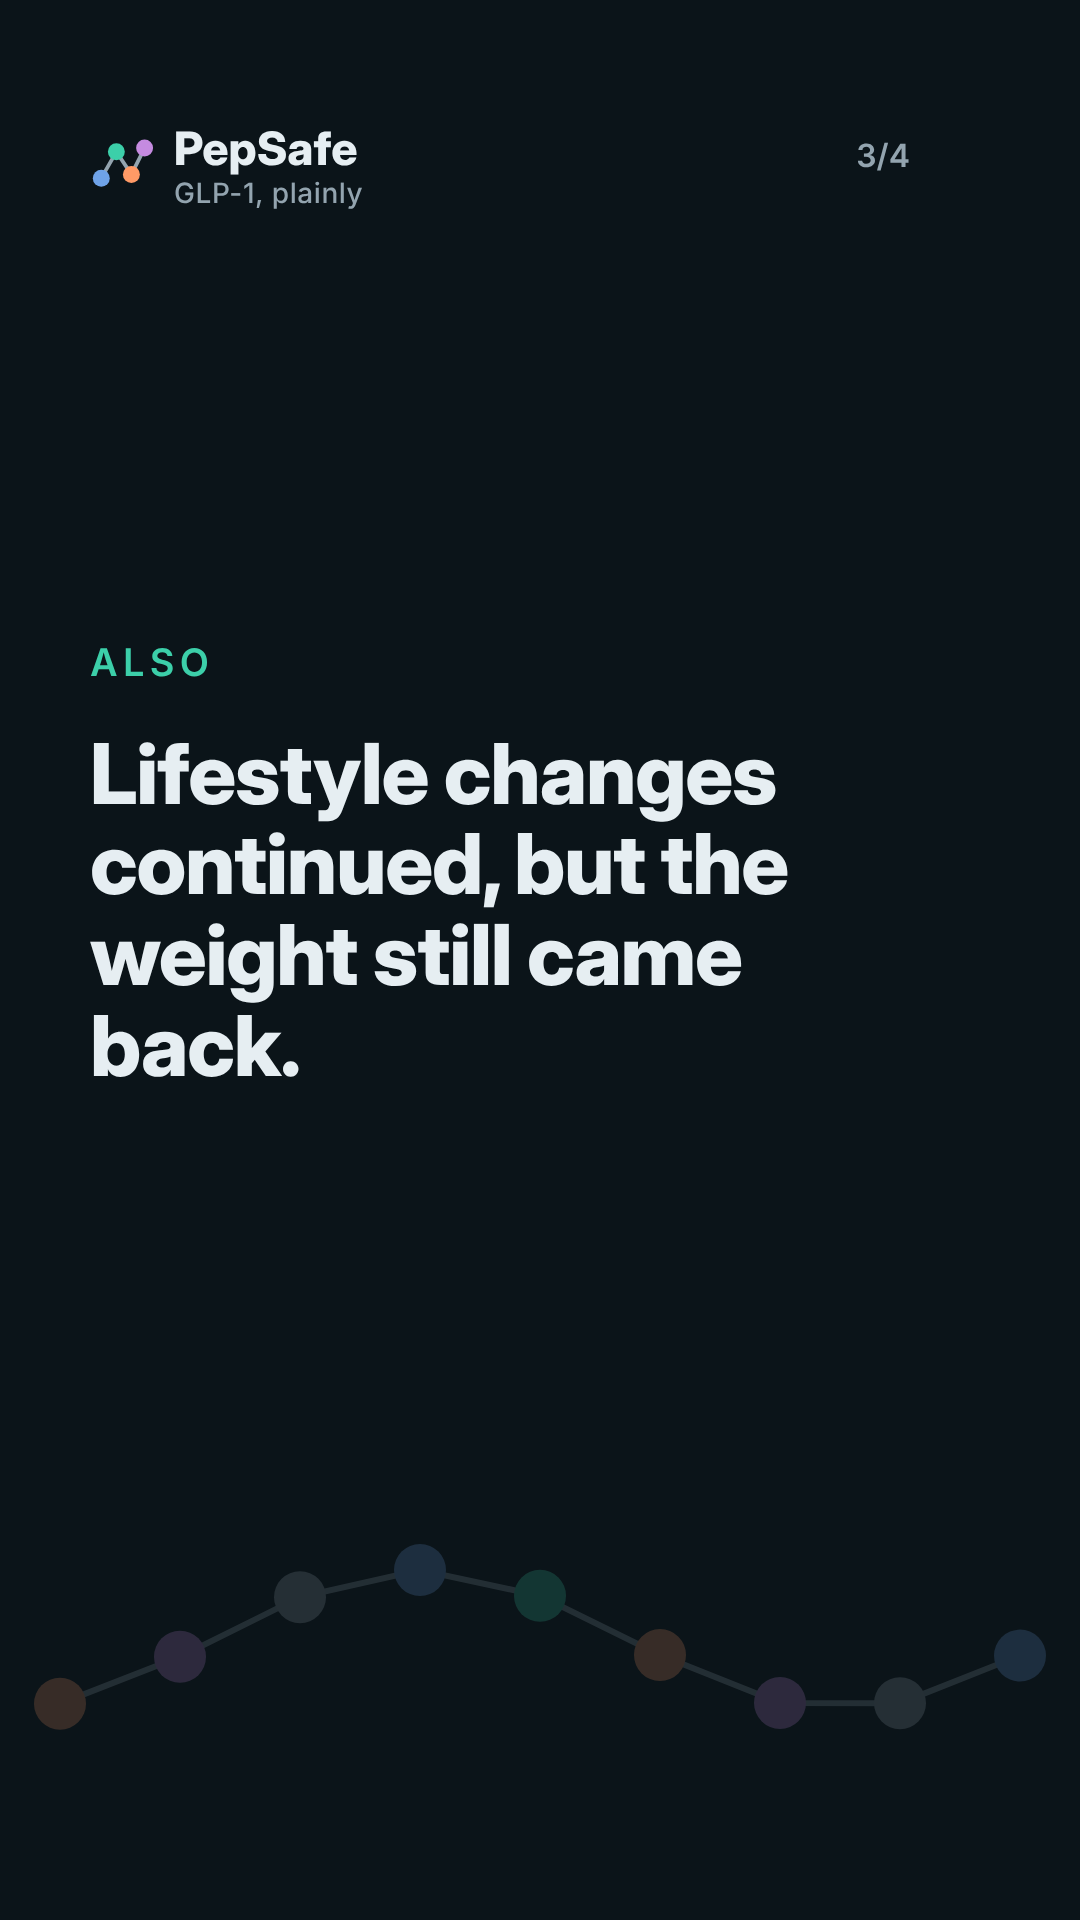 PepSafe
GLP-1, plainly
3/4
ALSO
Lifestyle changes
continued, but the
weight still came
back.